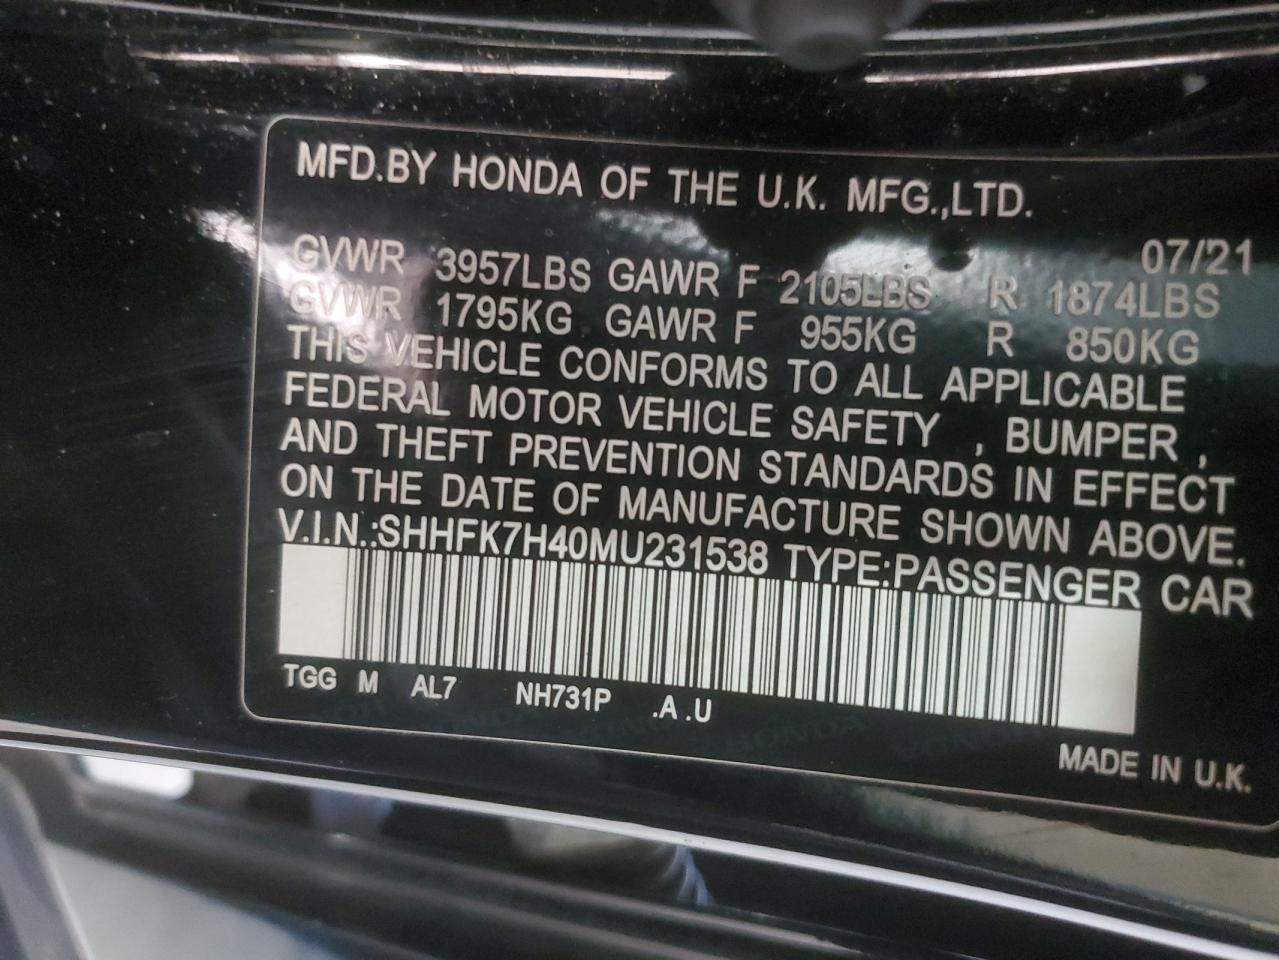 MFD.BY HONDA OF THE U.K. MFG.,LTD.
07/'21
GVWR 3957LBS GAWR F 2105LBS R 1874LBS
GVWR 1795KG GAWR F 955KG R 850KG
THIS VEHICLE CONFORMS TO ALL APPLICABLE
FEDERAL MOTOR VEHICLE SAFETY , BUMPER ,
AND THEFT PREVENTION STANDARDS IN EFFECT
ON THE DATE OF MANUFACTURE SHOWN ABOVE.
V.I.N.:SHHFK7H40MU231538 TYPE:PASSENGER CAR
TGG M AL7 NH731P .A .U
HONDA
MADE IN U.K.